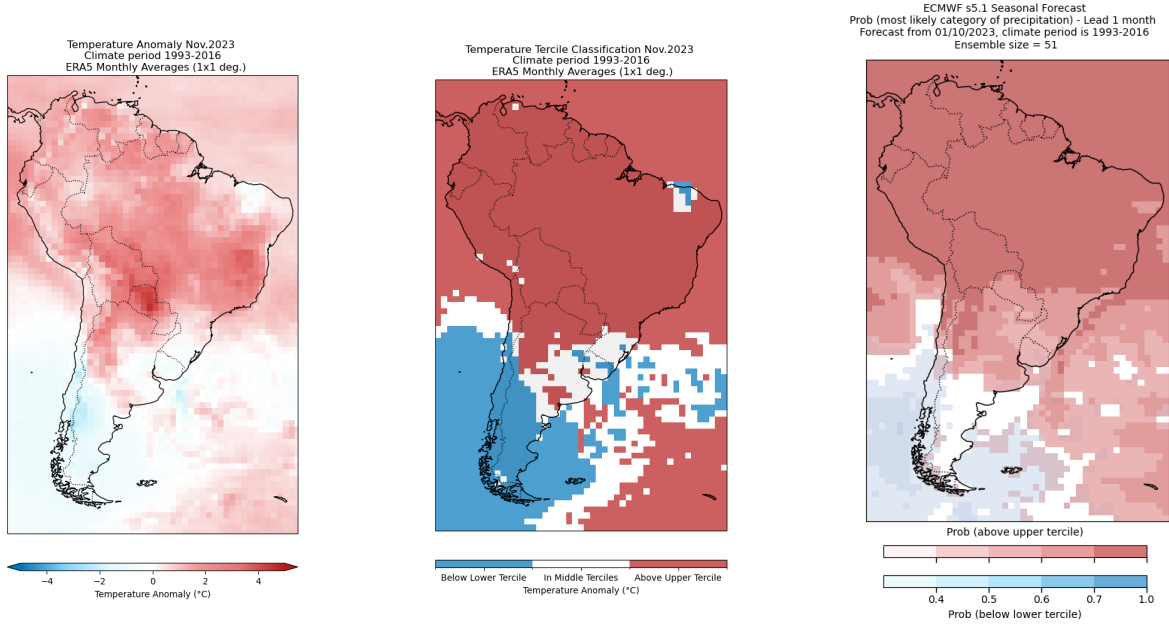 Temperature Anomaly Nov.2023
Climate period 1993-2016
ERA5 Monthly Averages (1x1 deg.)
−4
−2
0
2
4
Temperature Anomaly (°C)
Temperature Tercile Classification Nov.2023
Climate period 1993-2016
ERA5 Monthly Averages (1x1 deg.)
Below Lower Tercile
In Middle Terciles
Above Upper Tercile
Temperature Anomaly (°C)
ECMWF s5.1 Seasonal Forecast
Prob (most likely category of precipitation) - Lead 1 month
Forecast from 01/10/2023, climate period is 1993-2016
Ensemble size = 51
Prob (above upper tercile)
0.4
0.5
0.6
0.7
1.0
Prob (below lower tercile)